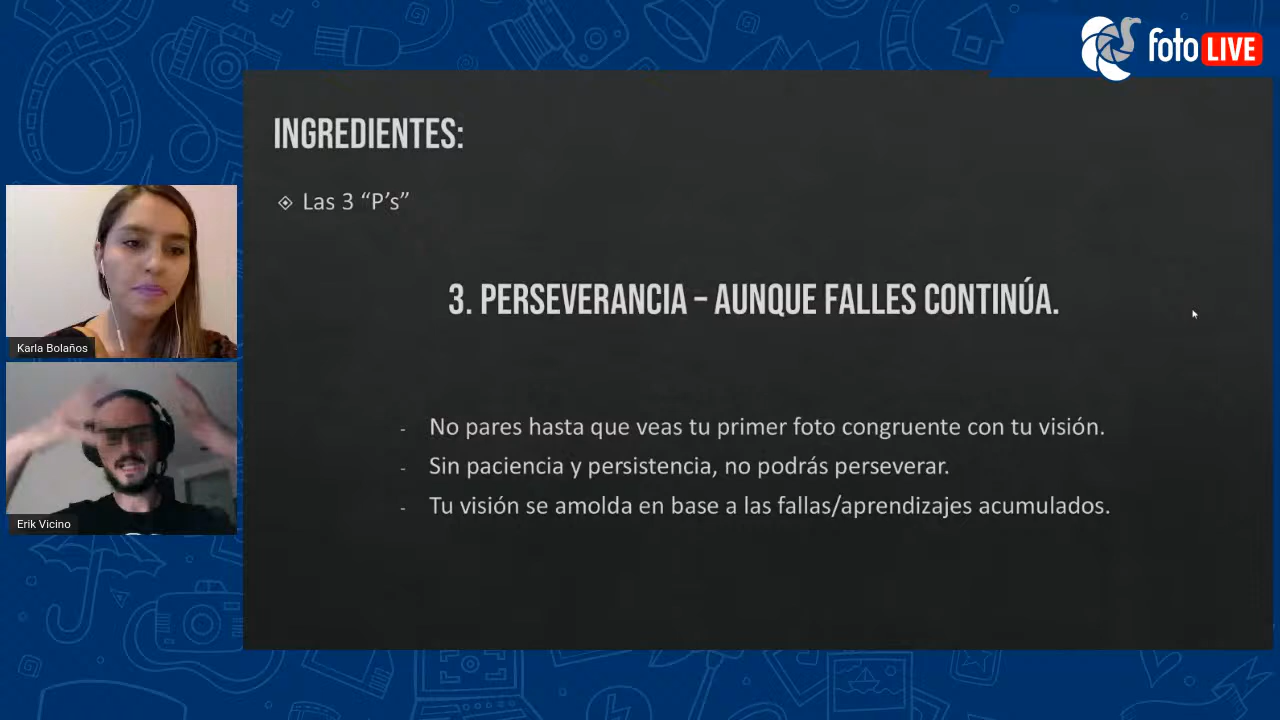 foto LIVE
INGREDIENTES:
Las 3 “P’s”
3. PERSEVERANCIA – AUNQUE FALLES CONTINÚA.
- No pares hasta que veas tu primer foto congruente con tu visión.
- Sin paciencia y persistencia, no podrás perseverar.
- Tu visión se amolda en base a las fallas/aprendizajes acumulados.
Karla Bolaños
Erik Vicino